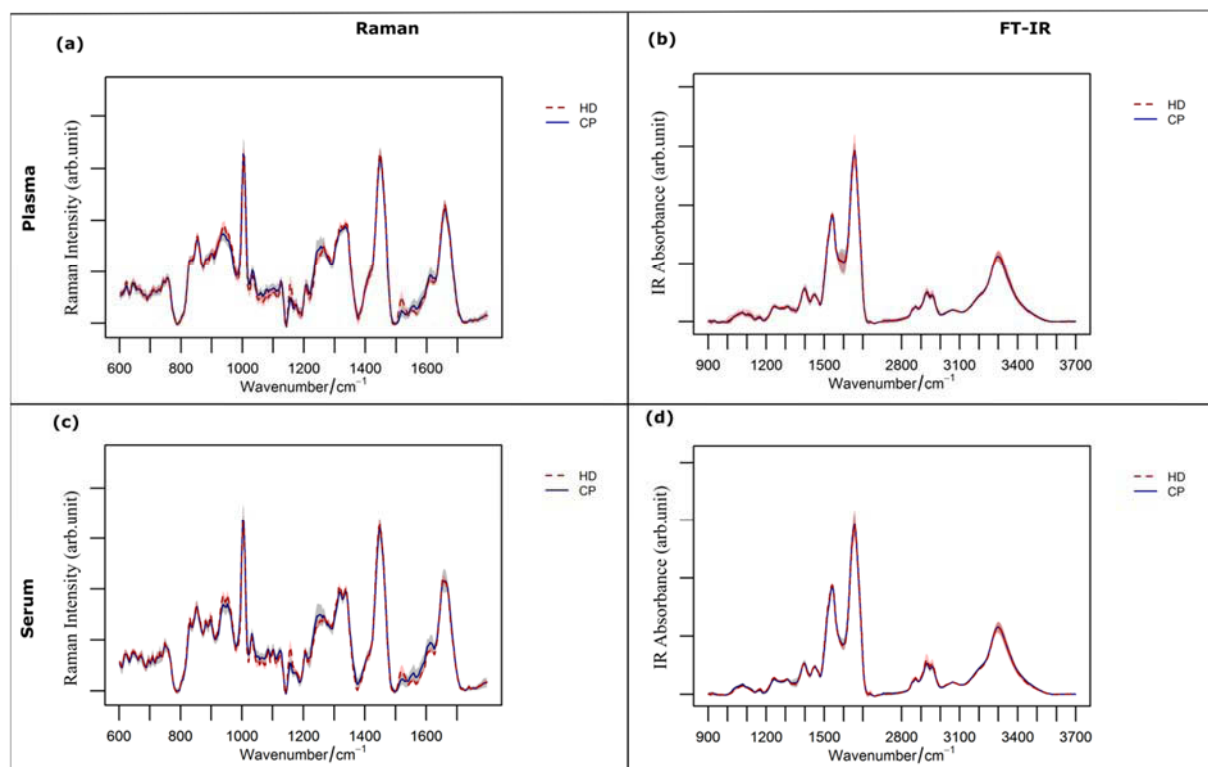 Raman
FT-IR
(a)
(b)
HD
CP
HD
CP
Plasma
Raman Intensity (arb.unit)
IR Absorbance (arb.unit)
600 800 1000 1200 1400 1600
Wavenumber/cm⁻¹
900 1200 1500 2800 3100 3400 3700
Wavenumber/cm⁻¹
(c)
(d)
HD
CP
HD
CP
Serum
Raman Intensity (arb.unit)
IR Absorbance (arb.unit)
600 800 1000 1200 1400 1600
Wavenumber/cm⁻¹
900 1200 1500 2800 3100 3400 3700
Wavenumber/cm⁻¹